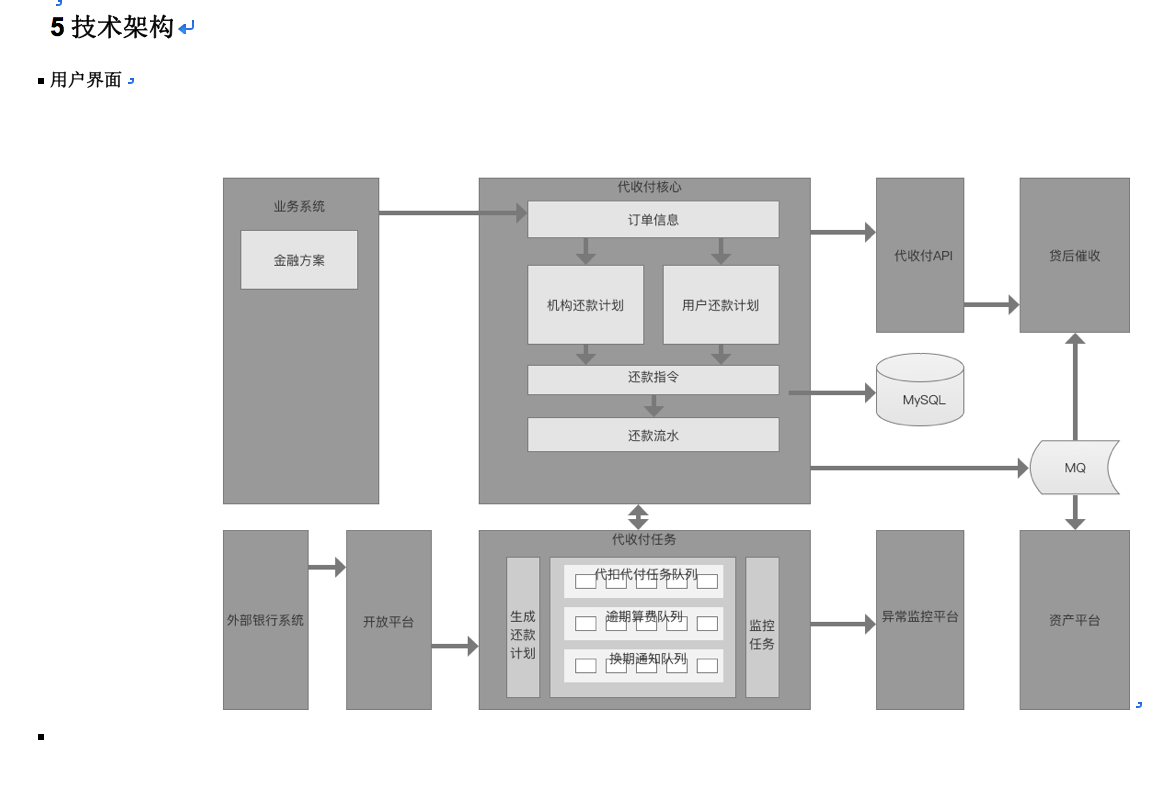 5 技术架构
用户界面
业务系统
金融方案
代收付核心
订单信息
机构还款计划
用户还款计划
还款指令
还款流水
代收付API
贷后催收
MySQL
MQ
外部银行系统
开放平台
代收付任务
生成
还款
计划
代扣代付任务队列
逾期算费队列
换期通知队列
监控
任务
异常监控平台
资产平台